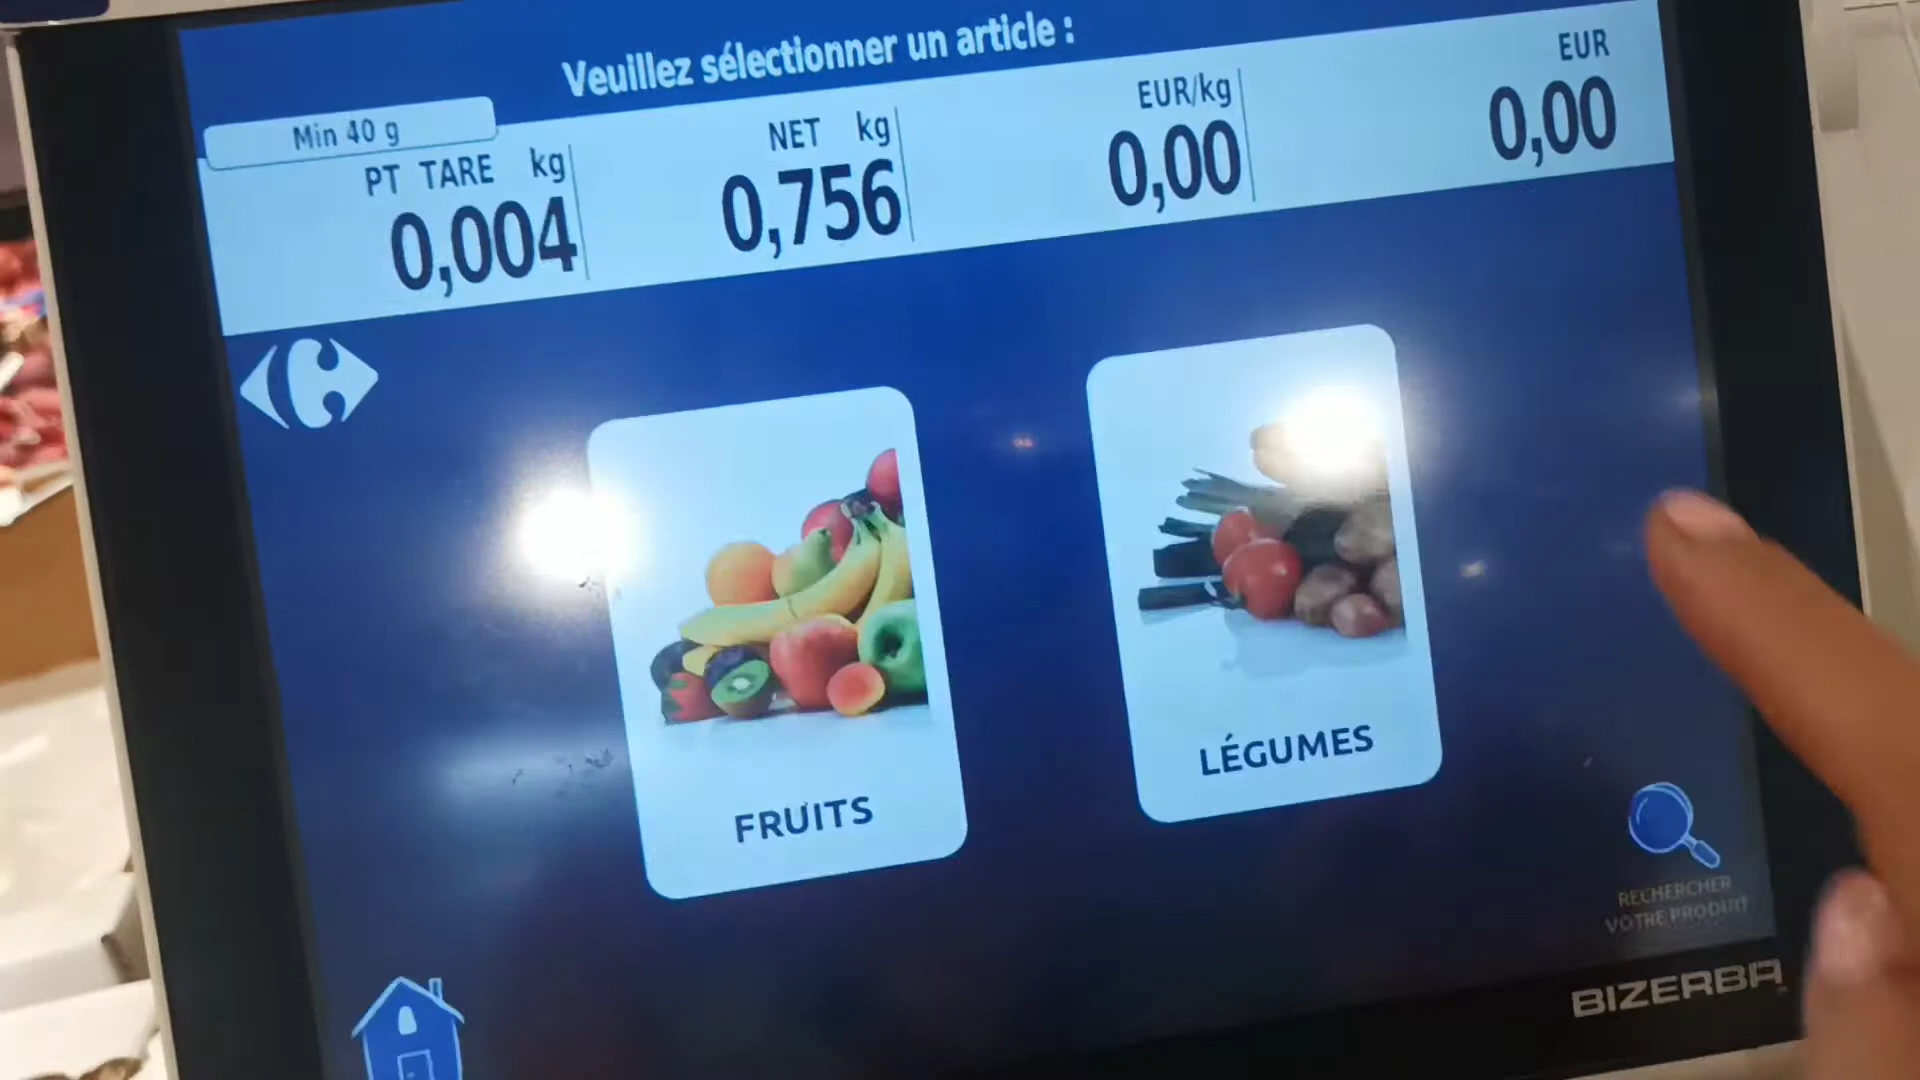 Veuillez sélectionner un article :
Min 40 g
PT TARE kg
0,004
NET kg
0,756
EUR/kg
0,00
EUR
0,00
FRUITS
LÉGUMES
RECHERCHER
VOTRE PRODUIT
BIZERBA